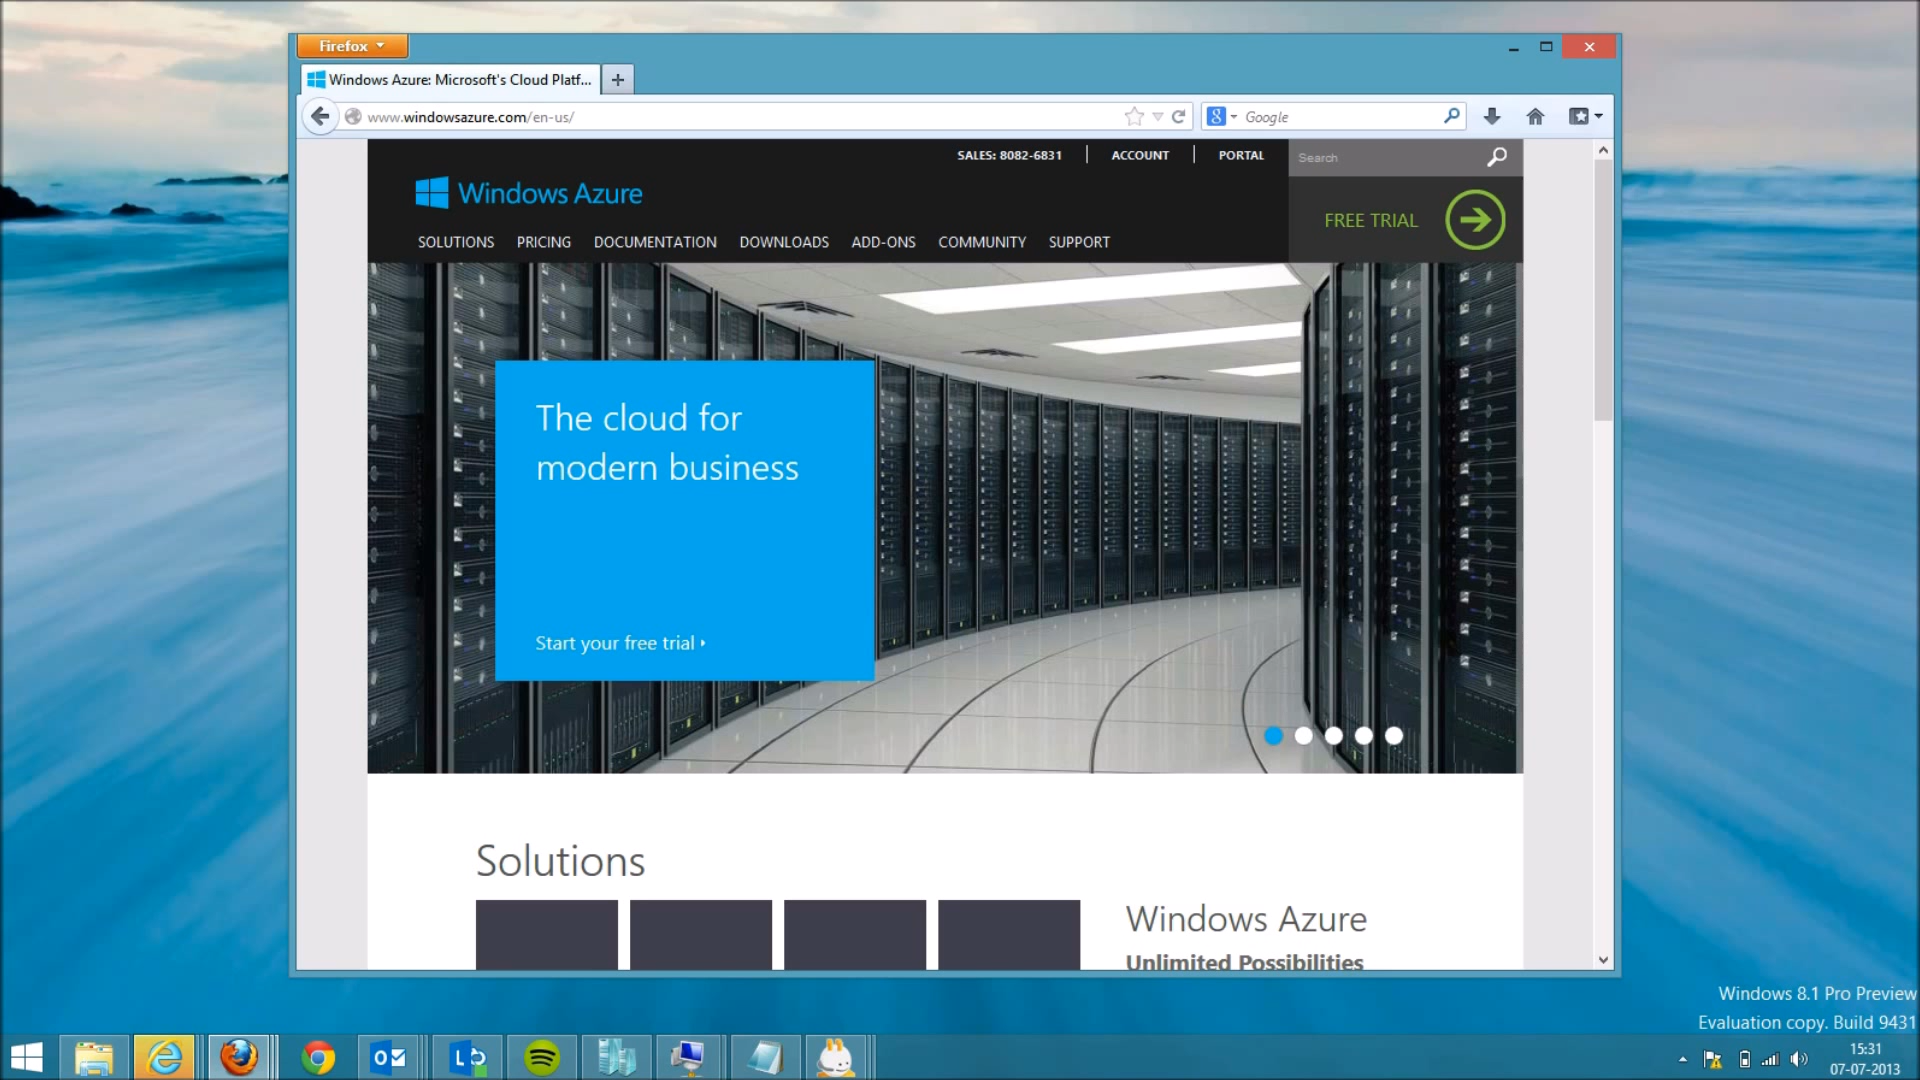 Firefox
Windows Azure: Microsoft's Cloud Platf...
www.windowsazure.com/en-us/
Google
SALES: 8082-6831
ACCOUNT
PORTAL
Search
Windows Azure
FREE TRIAL
SOLUTIONS PRICING DOCUMENTATION DOWNLOADS ADD-ONS COMMUNITY SUPPORT
The cloud for
modern business
Start your free trial
Solutions
Windows Azure
Unlimited Possibilities
Windows 8.1 Pro Preview
Evaluation copy. Build 9431
15:31
07-07-2013